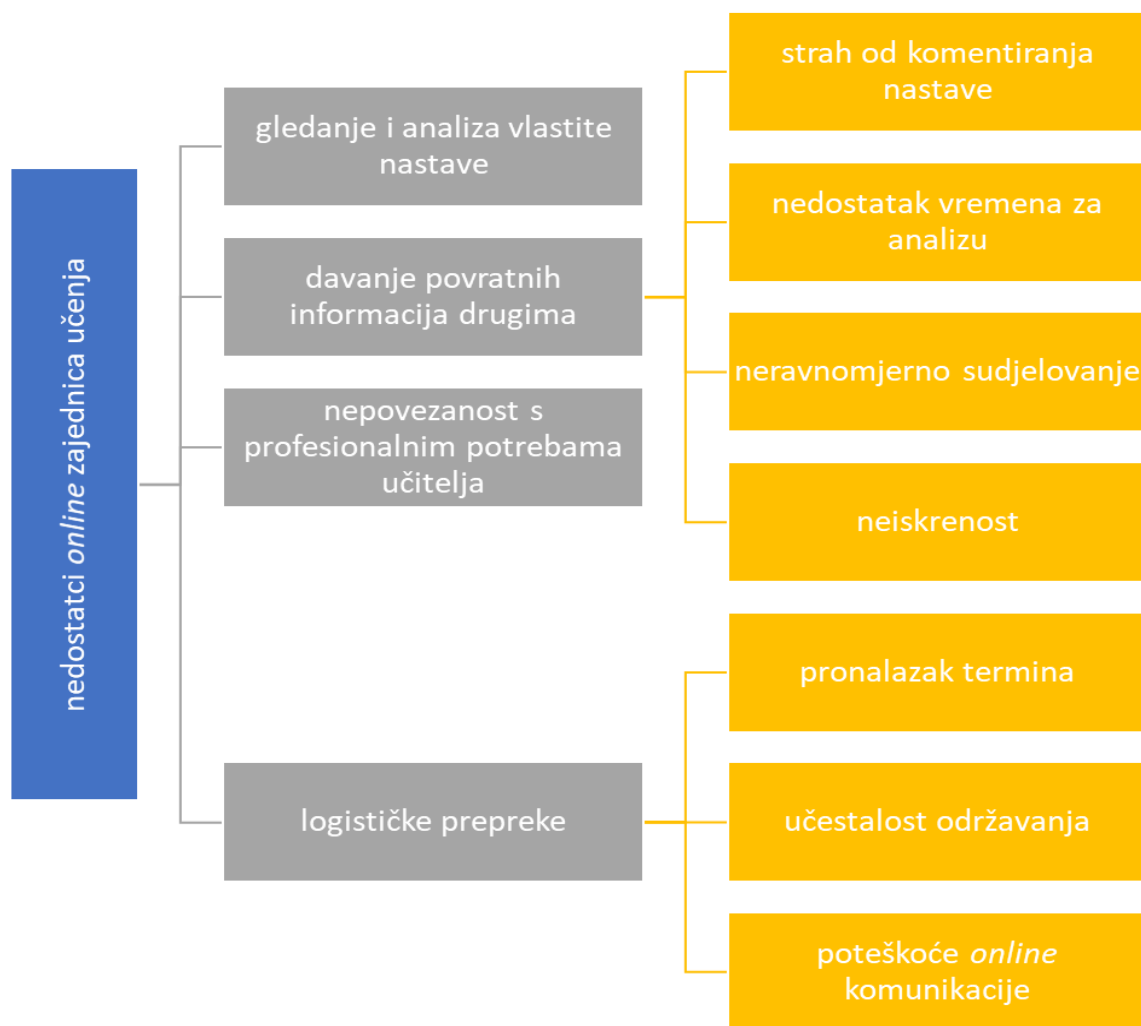 nedostatci online zajednica učenja
gledanje i analiza vlastite
nastave
davanje povratnih
informacija drugima
strah od komentiranja
nastave
nedostatak vremena za
analizu
neravnomjerno sudjelovanje
neiskrenost
nepovezanost s
profesionalnim potrebama
učitelja
logističke prepreke
pronalazak termina
učestalost održavanja
poteškoće online
komunikacije